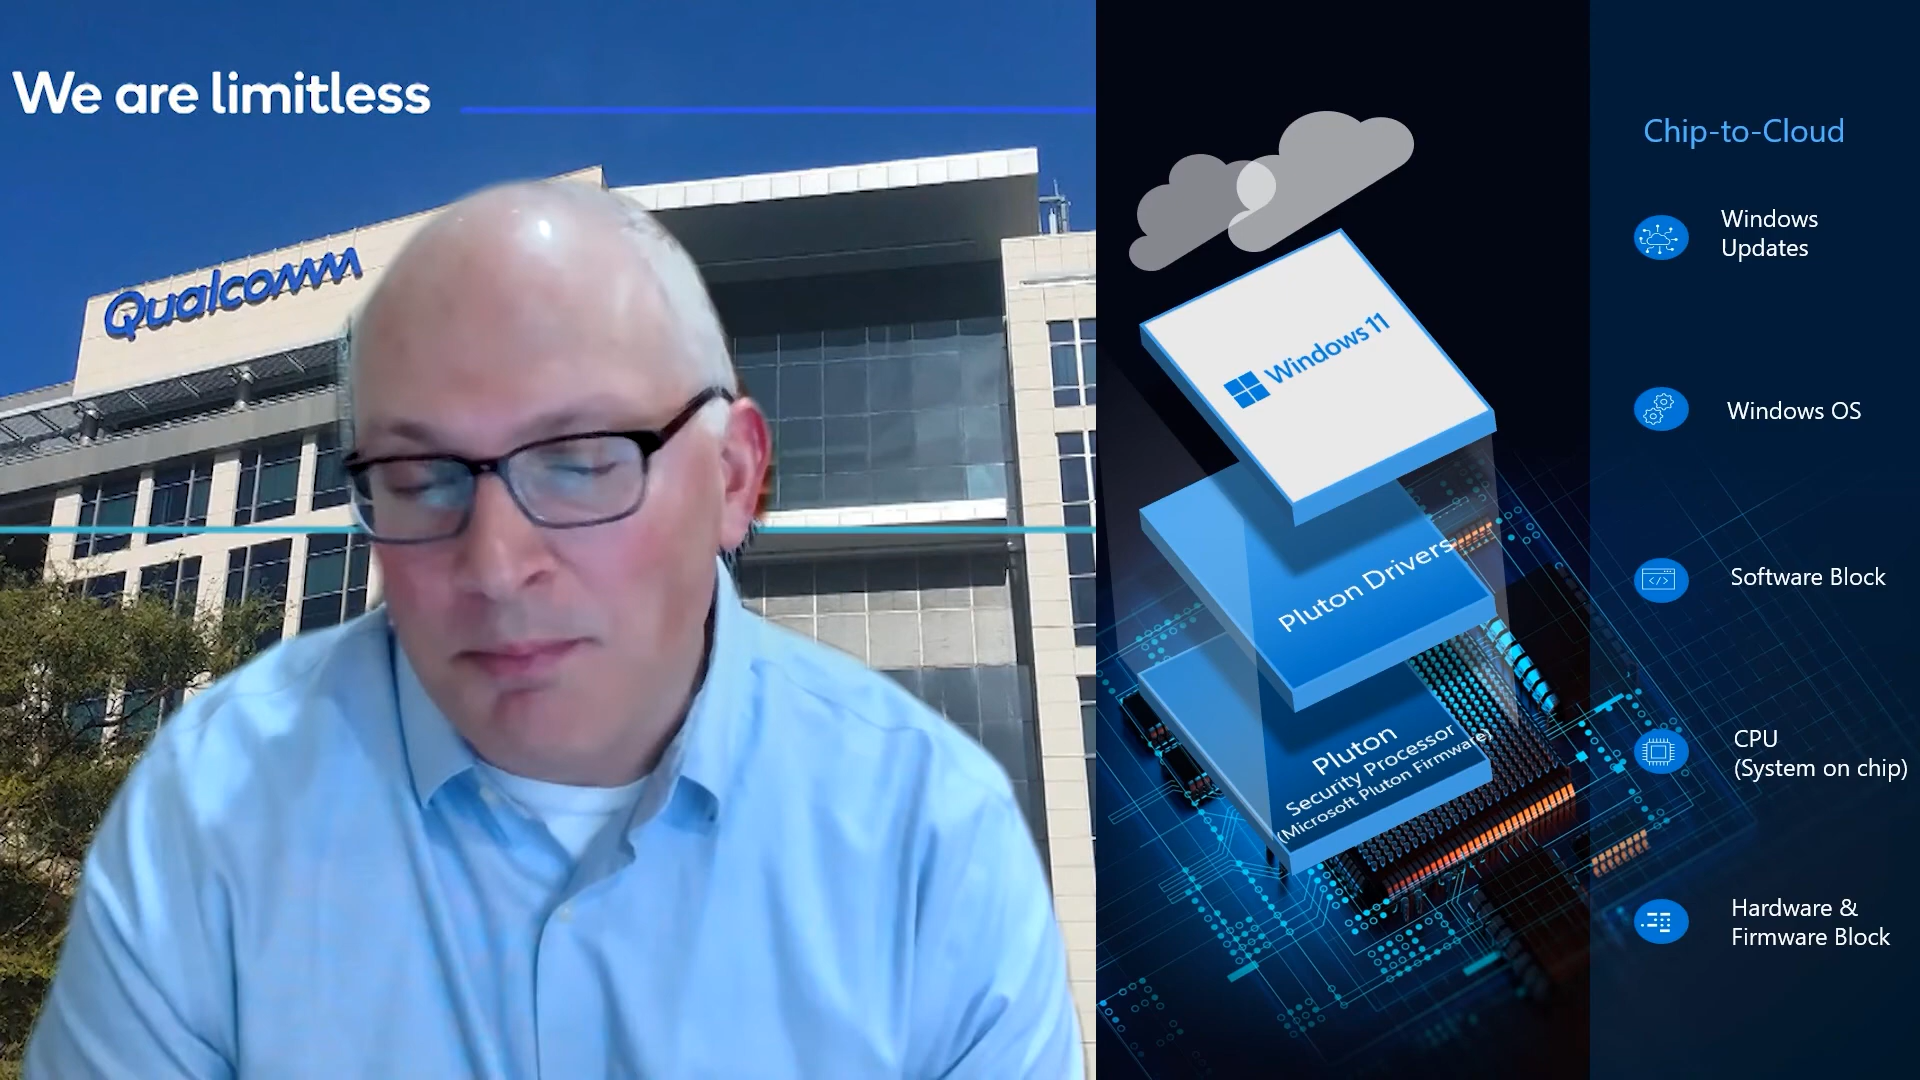 We are limitless
Qualcomm
Windows 11
Pluton Drivers
Pluton
Security Processor
(Microsoft Pluton Firmware)
Chip-to-Cloud
Windows
Updates
Windows OS
Software Block
CPU
(System on chip)
Hardware &
Firmware Block